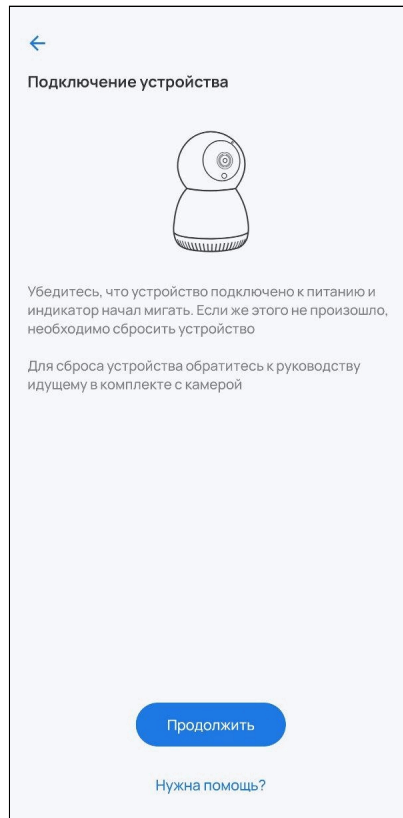 Подключение устройства
Убедитесь, что устройство подключено к питанию и
индикатор начал мигать. Если же этого не произошло,
необходимо сбросить устройство
Для сброса устройства обратитесь к руководству
идущему в комплекте с камерой
Продолжить
Нужна помощь?